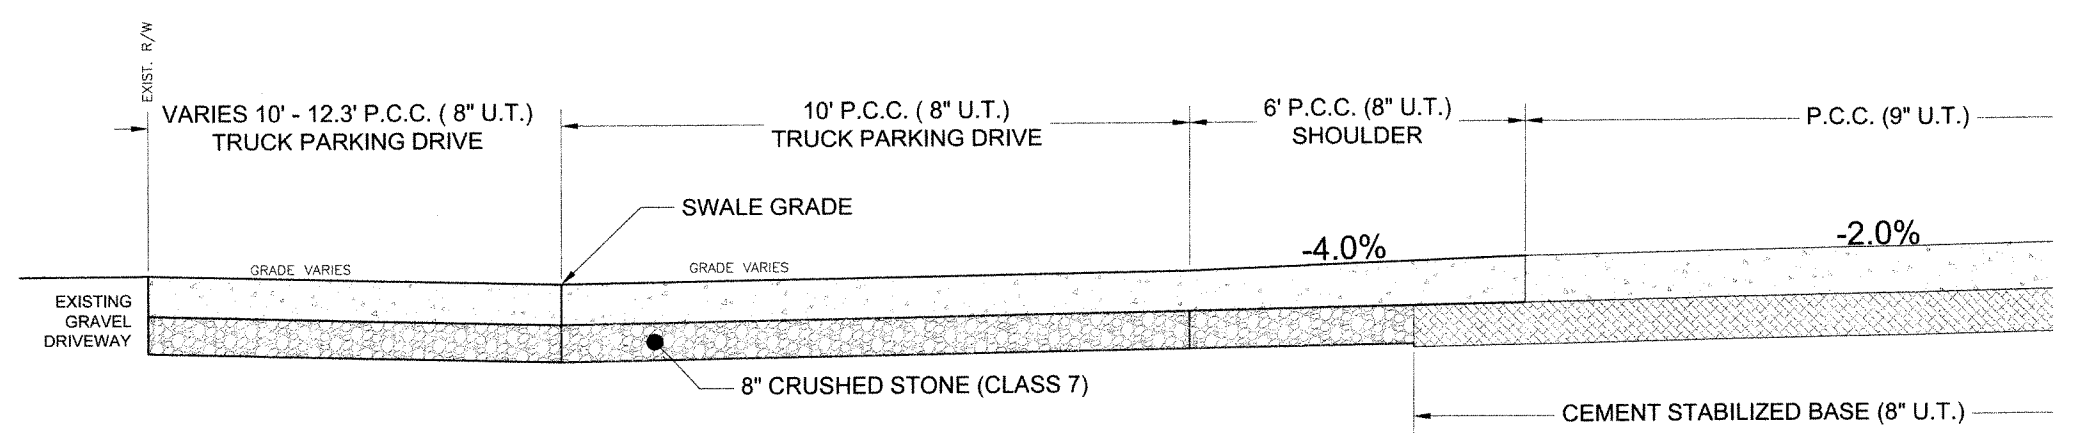 EXIST. R/W
VARIES 10' - 12.3' P.C.C. ( 8" U.T.)
TRUCK PARKING DRIVE
10' P.C.C. ( 8" U.T.)
TRUCK PARKING DRIVE
6' P.C.C. (8" U.T.)
SHOULDER
P.C.C. (9" U.T.)
SWALE GRADE
-4.0%
-2.0%
GRADE VARIES
GRADE VARIES
EXISTING
GRAVEL
DRIVEWAY
8" CRUSHED STONE (CLASS 7)
CEMENT STABILIZED BASE (8" U.T.)